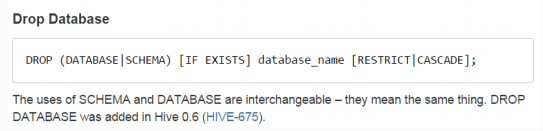 Drop Database
DROP (DATABASE|SCHEMA) [IF EXISTS] database_name [RESTRICT|CASCADE];
The uses of SCHEMA and DATABASE are interchangeable – they mean the same thing. DROP
DATABASE was added in Hive 0.6 (HIVE-675).